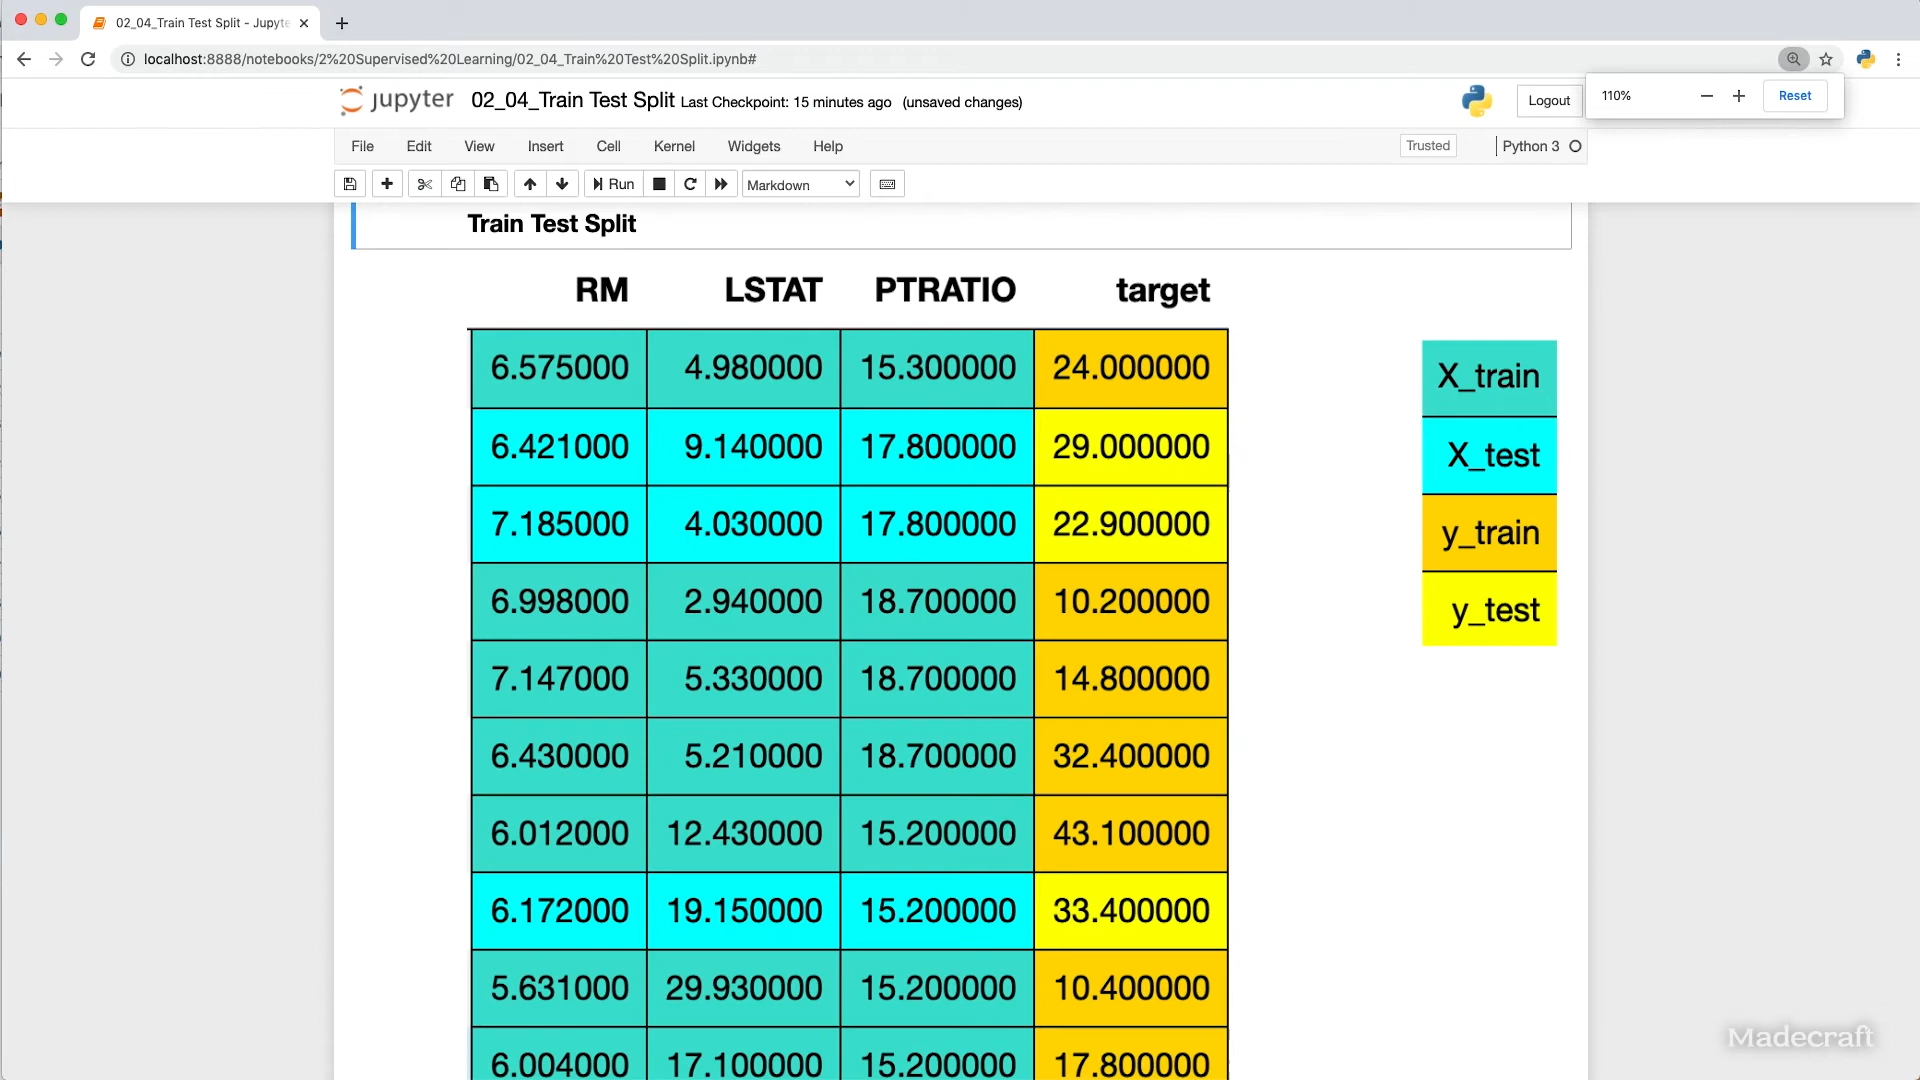 02_04_Train Test Split - Jupyte
localhost:8888/notebooks/2%20Supervised%20Learning/02_04_Train%20Test%20Split.ipynb#
jupyter 02_04_Train Test Split Last Checkpoint: 15 minutes ago (unsaved changes) Logout
110% Reset
File Edit View Insert Cell Kernel Widgets Help Trusted Python 3
Run Markdown
Train Test Split
RM LSTAT PTRATIO target
6.575000 4.980000 15.300000 24.000000
6.421000 9.140000 17.800000 29.000000
7.185000 4.030000 17.800000 22.900000
6.998000 2.940000 18.700000 10.200000
7.147000 5.330000 18.700000 14.800000
6.430000 5.210000 18.700000 32.400000
6.012000 12.430000 15.200000 43.100000
6.172000 19.150000 15.200000 33.400000
5.631000 29.930000 15.200000 10.400000
6.004000 17.100000 15.200000 17.800000
X_train
X_test
y_train
y_test
Madecraft